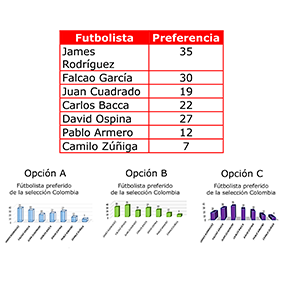 Futbolista Preferencia
James 35
Rodríguez
Falcao García 30
Juan Cuadrado 19
Carlos Bacca 22
David Ospina 27
Pablo Armero 12
Camilo Zúñiga 7
Opción A Opción B Opción C
Fútbolista preferido Fútbolista preferido Fútbolista preferido
de la selección Colombia de la selección Colombia de la selección Colombia